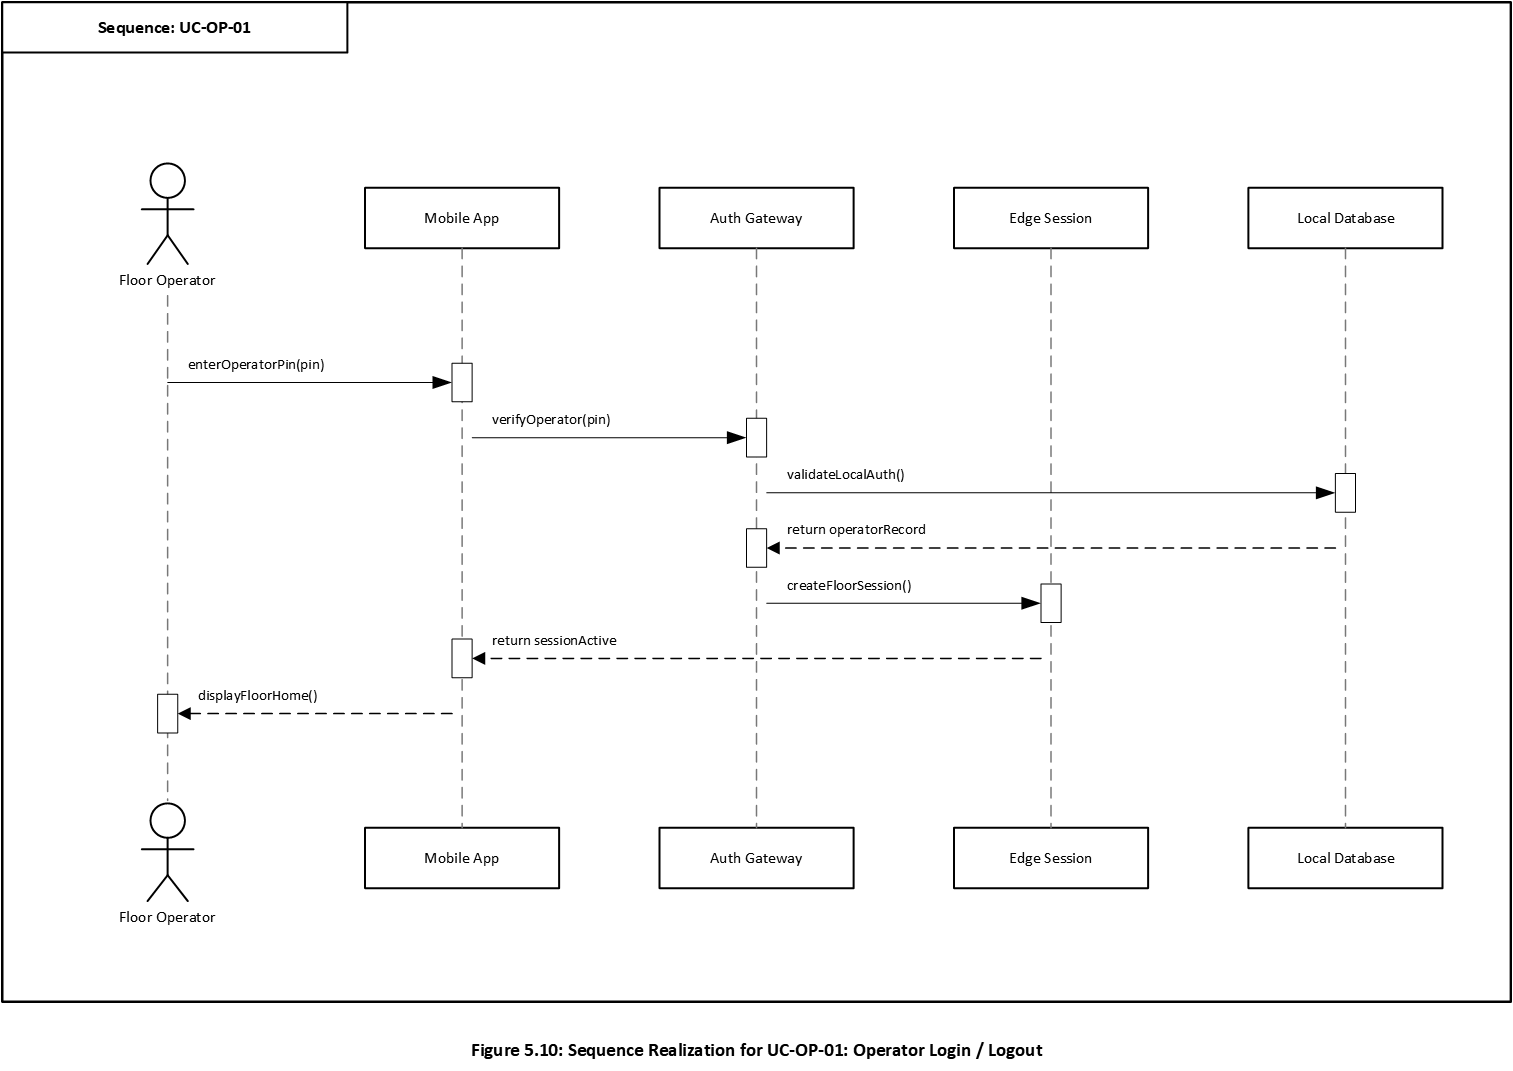 Sequence: UC-OP-01
Floor Operator
Mobile App
Auth Gateway
Edge Session
Local Database
enterOperatorPin(pin)
verifyOperator(pin)
validateLocalAuth()
return operatorRecord
createFloorSession()
return sessionActive
displayFloorHome()
Floor Operator
Mobile App
Auth Gateway
Edge Session
Local Database
Figure 5.10: Sequence Realization for UC-OP-01: Operator Login / Logout